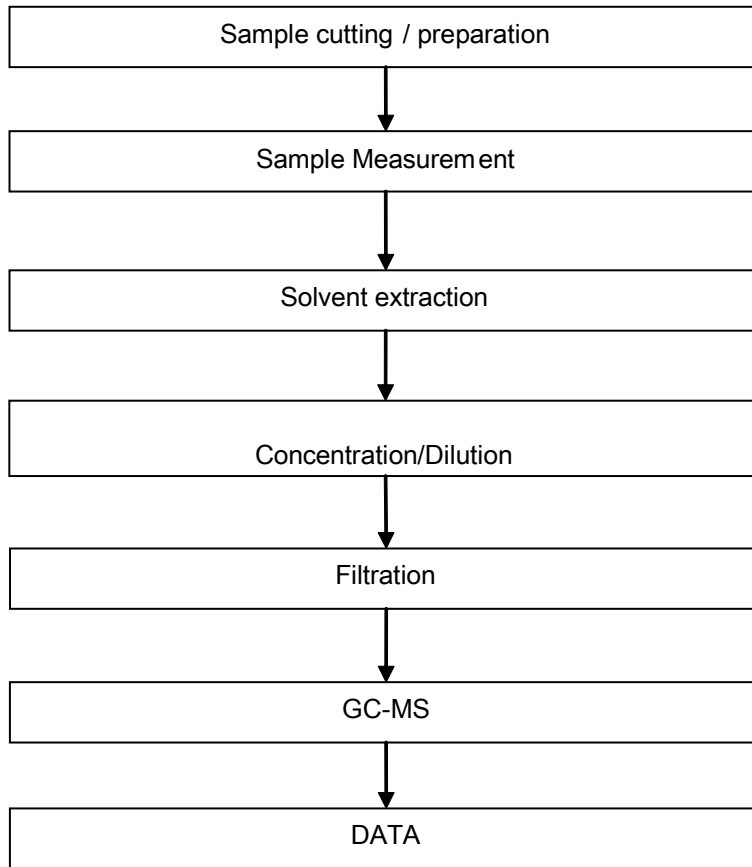 Sample cutting / preparation
Sample Measurement
Solvent extraction
Concentration/Dilution
Filtration
GC-MS
DATA